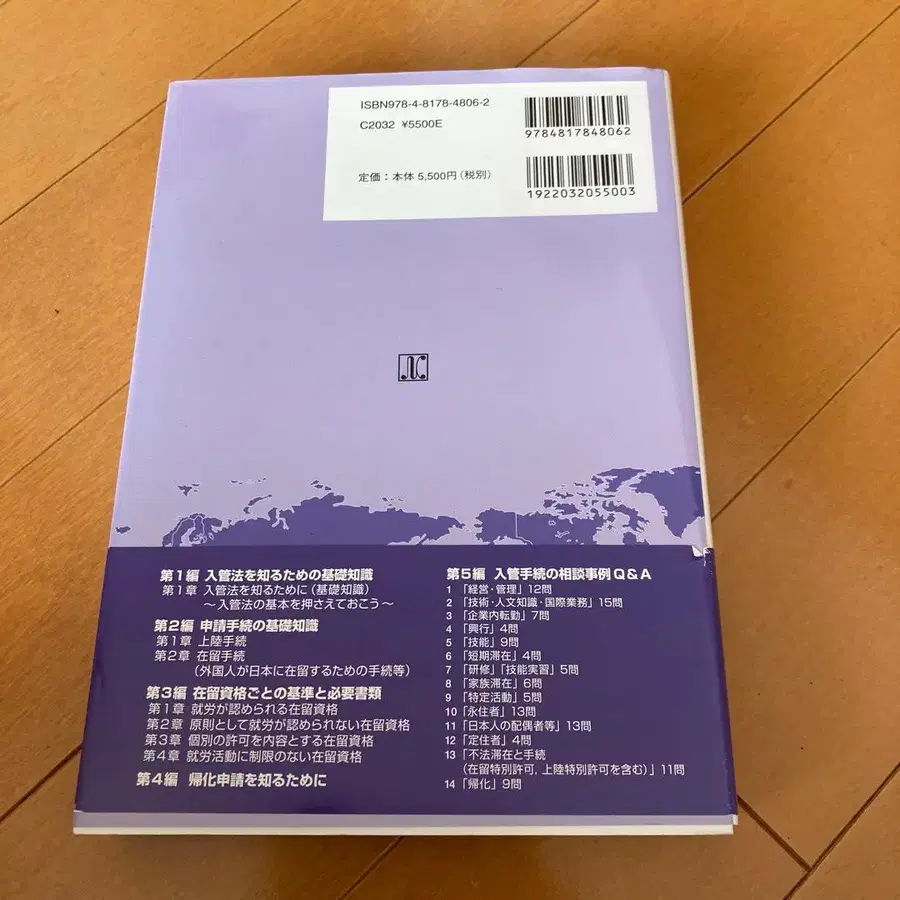 ISBN978-4-8178-4806-2
C2032 ¥5500E
定価：本体 5,500円（税別）
9784817848062
1922032055003
第1編 入管法を知るための基礎知識
第1章 入管法を知るために（基礎知識）
～入管法の基本を押さえておこう～
第2編 申請手続の基礎知識
第1章 上陸手続
第2章 在留手続
（外国人が日本に在留するための手続等）
第3編 在留資格ごとの基準と必要書類
第1章 就労が認められる在留資格
第2章 原則として就労が認められない在留資格
第3章 個別の許可を内容とする在留資格
第4章 就労活動に制限のない在留資格
第4編 帰化申請を知るために
第5編 入管手続の相談事例Q&A
1 「経営・管理」12問
2 「技術・人文知識・国際業務」15問
3 「企業内転勤」7問
4 「興行」4問
5 「技能」9問
6 「短期滞在」4問
7 「研修」「技能実習」5問
8 「家族滞在」6問
9 「特定活動」5問
10 「永住者」13問
11 「日本人の配偶者等」13問
12 「定住者」4問
13 「不法滞在と手続
（在留特別許可，上陸特別許可を含む）」11問
14 「帰化」9問